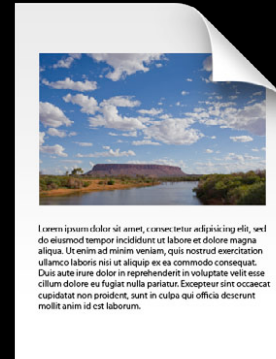 Lorem ipsum dolor sit amet, consectetur adipisicing elit, sed
do eiusmod tempor incididunt ut labore et dolore magna
aliqua. Ut enim ad minim veniam, quis nostrud exercitation
ullamco laboris nisi ut aliquip ex ea commodo consequat.
Duis aute irure dolor in reprehenderit in voluptate velit esse
cillum dolore eu fugiat nulla pariatur. Excepteur sint occaecat
cupidatat non proident, sunt in culpa qui officia deserunt
mollit anim id est laborum.